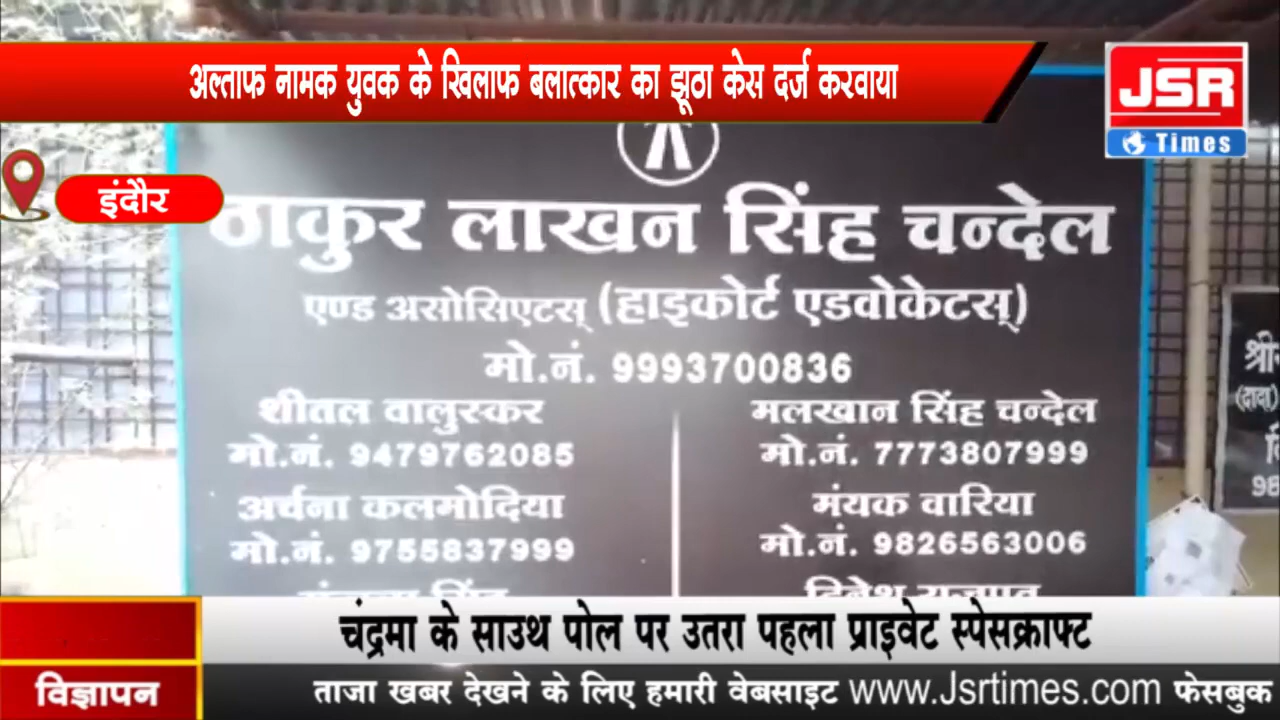 अल्ताफ नामक युवक के खिलाफ बलात्कार का झूठा केस दर्ज करवाया
JSR
Times
इंदौर
ठाकुर लाखन सिंह चन्देल
एण्ड असोसिएटस् (हाइकोर्ट एडवोकेटस्)
मो.नं. 9993700836
शीतल वालुस्कर
मो.नं. 9479762085
अर्चना कलमोदिया
मो.नं. 9755837999
मलखान सिंह चन्देल
मो.नं. 7773807999
मंयक वारिया
मो.नं. 9826563006
(दादा)
98
चंद्रमा के साउथ पोल पर उतरा पहला प्राइवेट स्पेसक्राफ्ट
विज्ञापन
ताजा खबर देखने के लिए हमारी वेबसाइट www.Jsrtimes.com फेसबुक